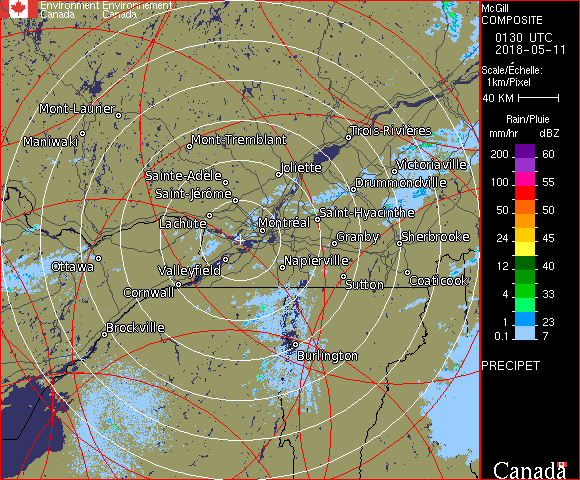 Environment Environnement
Canada Canada
McGill
COMPOSITE
0130 UTC
2018-05-11
Scale/Échelle:
1km/Pixel
40 KM
Rain/Pluie
mm/hr dBZ
200 60
100 55
50 50
24 45
12 40
4 33
1 23
0.1 7
PRECIPET
Canada
Mont-Laurier
Maniwaki
Mont-Tremblant
Trois-Rivières
Sainte-Adèle
Joliette
Victoriaville
Saint-Jérôme
Drummondville
Lachute
Montréal
Saint-Hyacinthe
Granby
Sherbrooke
Ottawa
Valleyfield
Napierville
Cornwall
Sutton
Coaticook
Brockville
Burlington